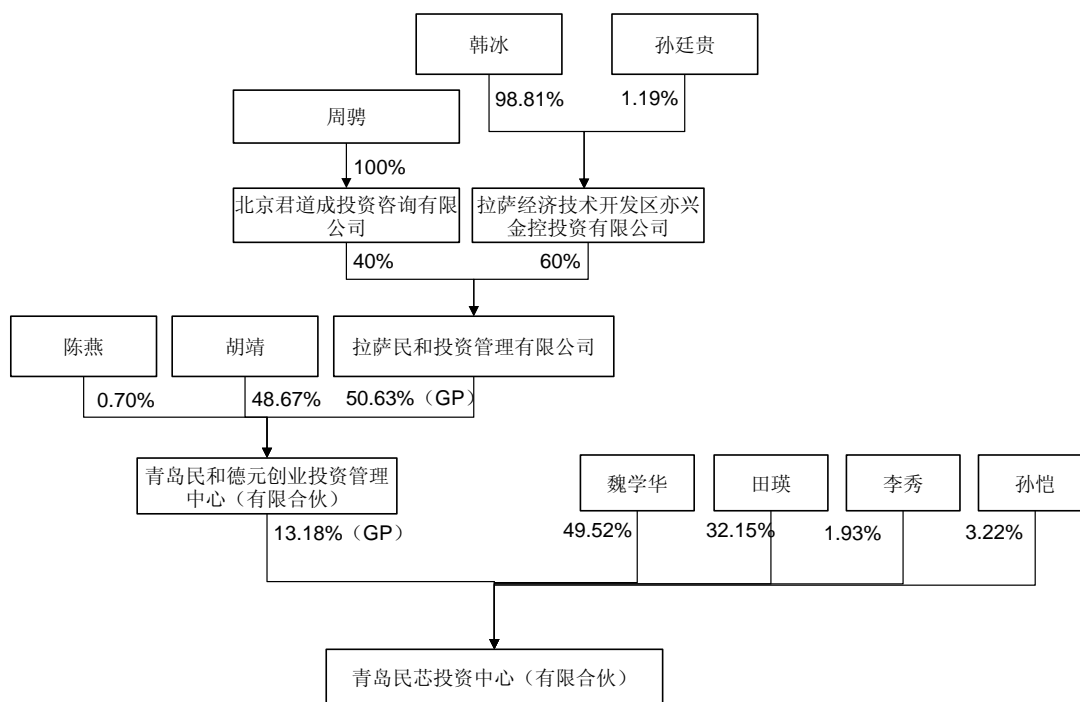 韩冰
孙廷贵
98.81%
1.19%
周骋
100%
北京君道成投资咨询有限
公司
拉萨经济技术开发区亦兴
金控投资有限公司
40%
60%
陈燕
胡靖
拉萨民和投资管理有限公司
0.70%
48.67%
50.63%（GP）
青岛民和德元创业投资管理
中心（有限合伙）
魏学华
田瑛
李秀
孙恺
13.18%（GP）
49.52%
32.15%
1.93%
3.22%
青岛民芯投资中心（有限合伙）